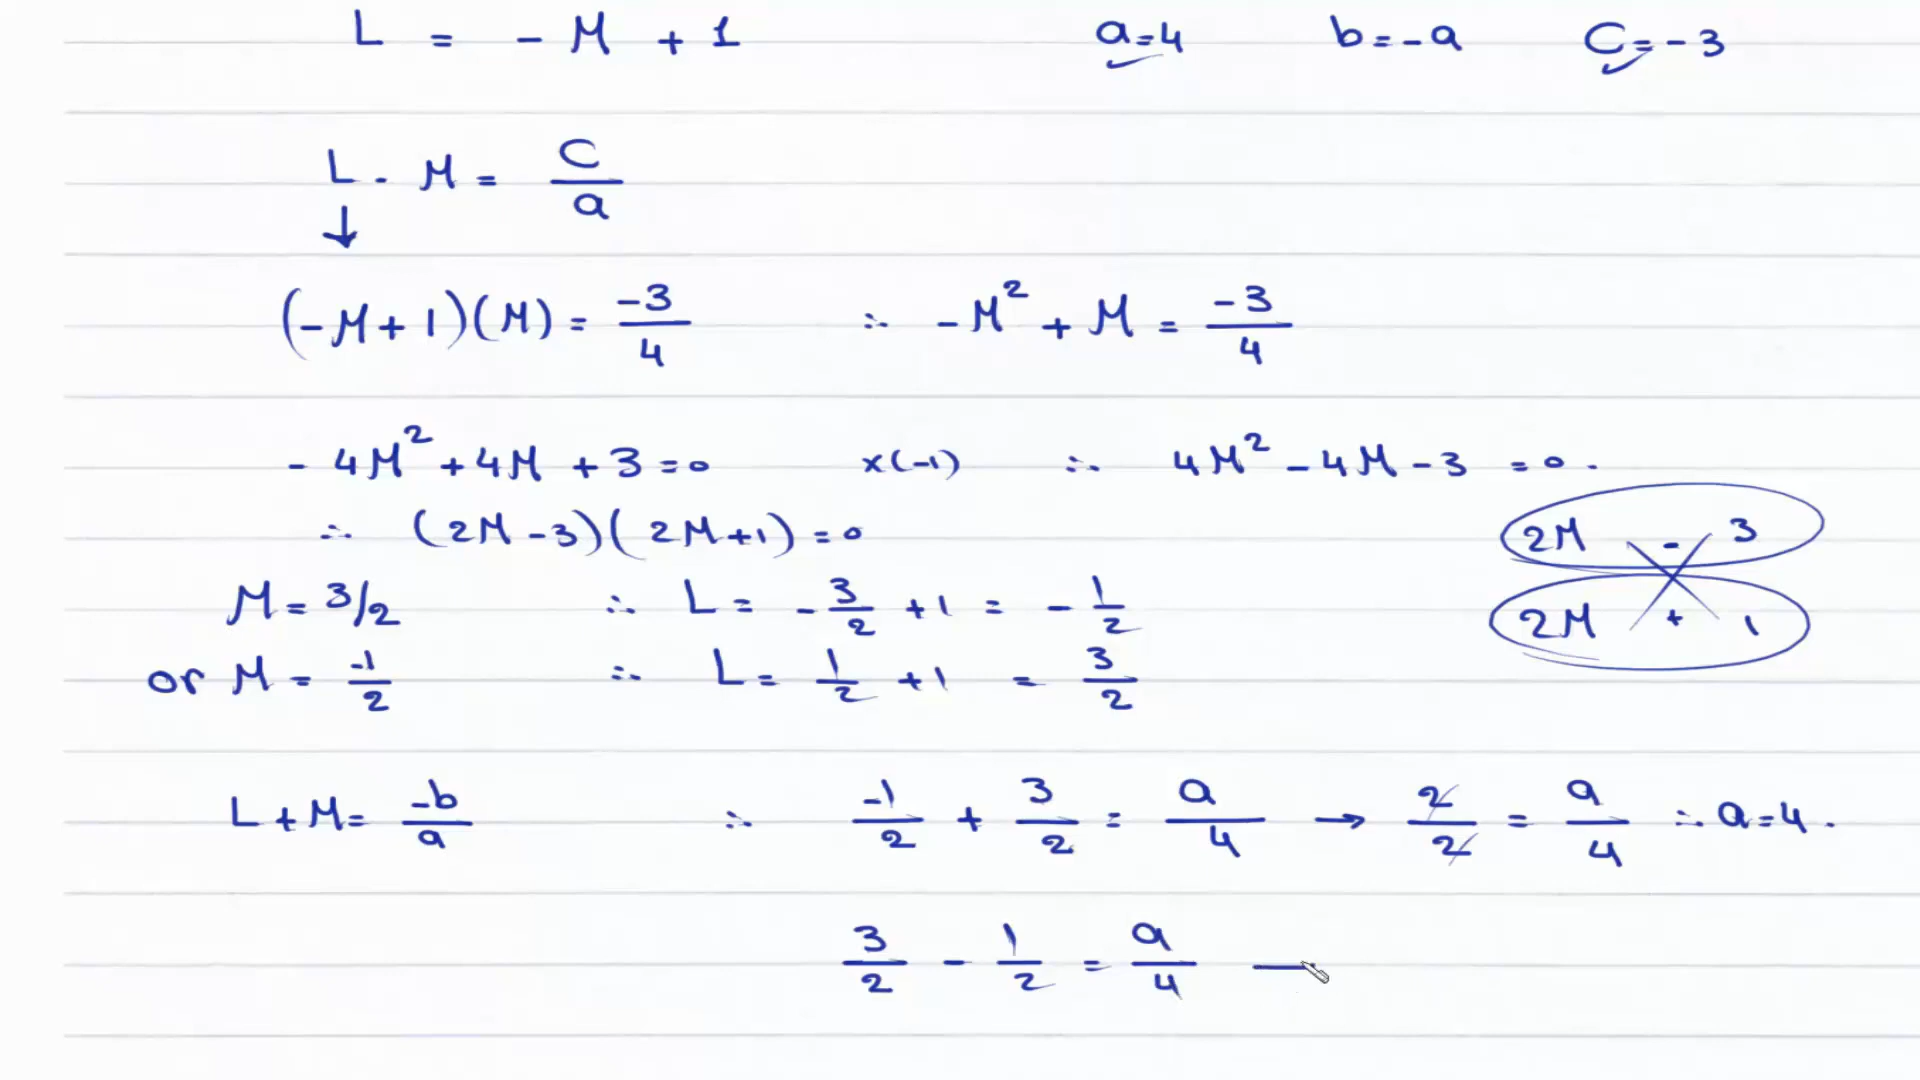 L = - M + 1 a=4 b=-a C=-3
L . M = C/a
↓
(-M+1)(M) = -3/4 ∴ -M² + M = -3/4
- 4M² + 4M + 3 = 0 x(-1) ∴ 4M² - 4M - 3 = 0 .
∴ (2M - 3)(2M + 1) = 0 2M - 3
M = 3/2 ∴ L = - 3/2 + 1 = - 1/2 2M + 1
or M = -1/2 ∴ L = 1/2 + 1 = 3/2
L + M = -b/a ∴ -1/2 + 3/2 = a/4 → 2/2 = a/4 ∴ a = 4 .
3/2 - 1/2 = a/4 —